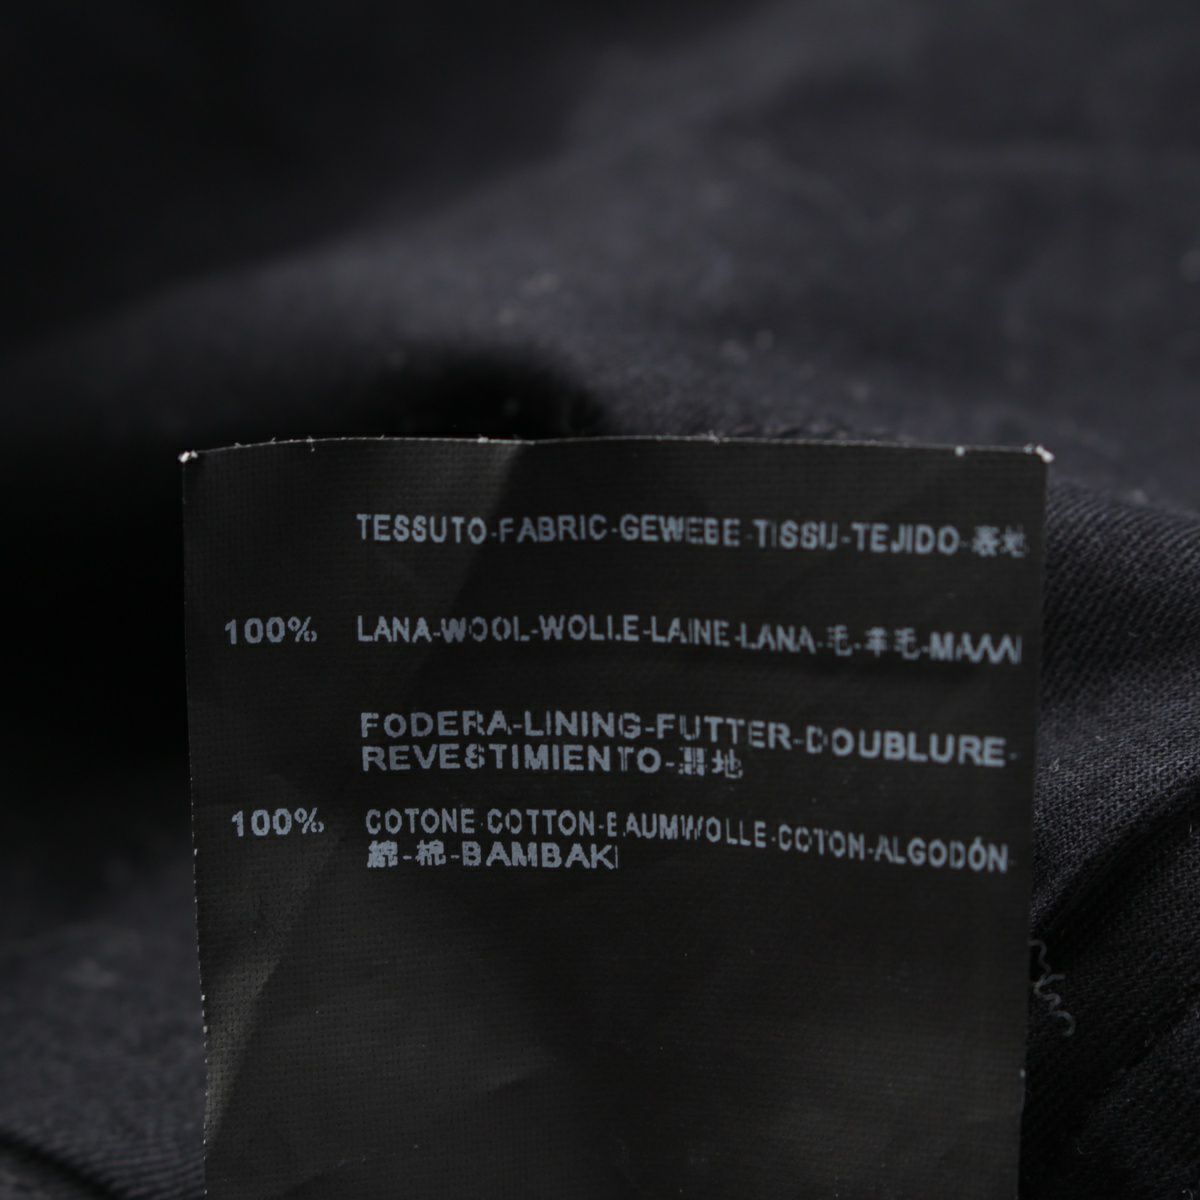 TESSUTO-FABRIC-GEWEBE-TISSU-TEJIDO-表地
100% LANA-WOOL-WOLLE-LAINE-LANA-毛-羊毛-
FODERA-LINING-FUTTER-DOUBLURE-
REVESTIMIENTO-裏地
100% COTONE-COTTON-BAUMWOLLE-COTON-ALGODÓN-
綿-棉-BAMBAKI